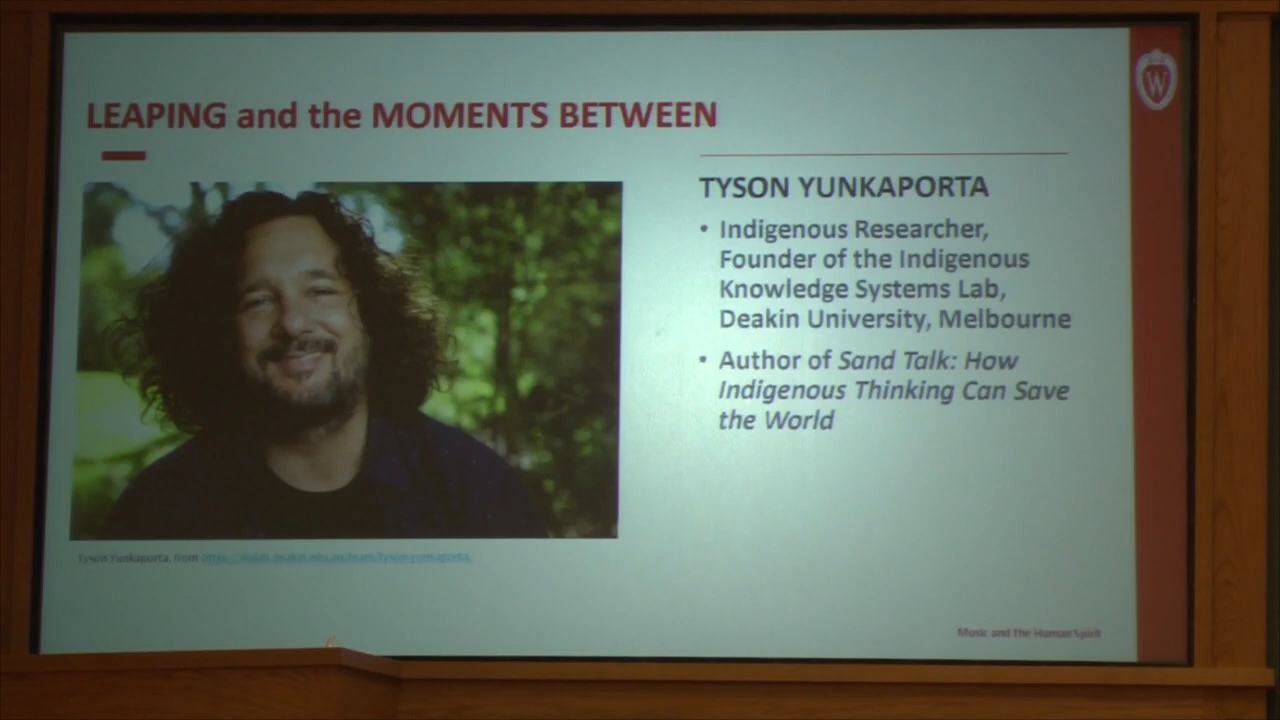 LEAPING and the MOMENTS BETWEEN
W
TYSON YUNKAPORTA
• Indigenous Researcher,
Founder of the Indigenous
Knowledge Systems Lab,
Deakin University, Melbourne
• Author of Sand Talk: How
Indigenous Thinking Can Save
the World
Tyson Yunkaporta, from
Music and the Human Spirit